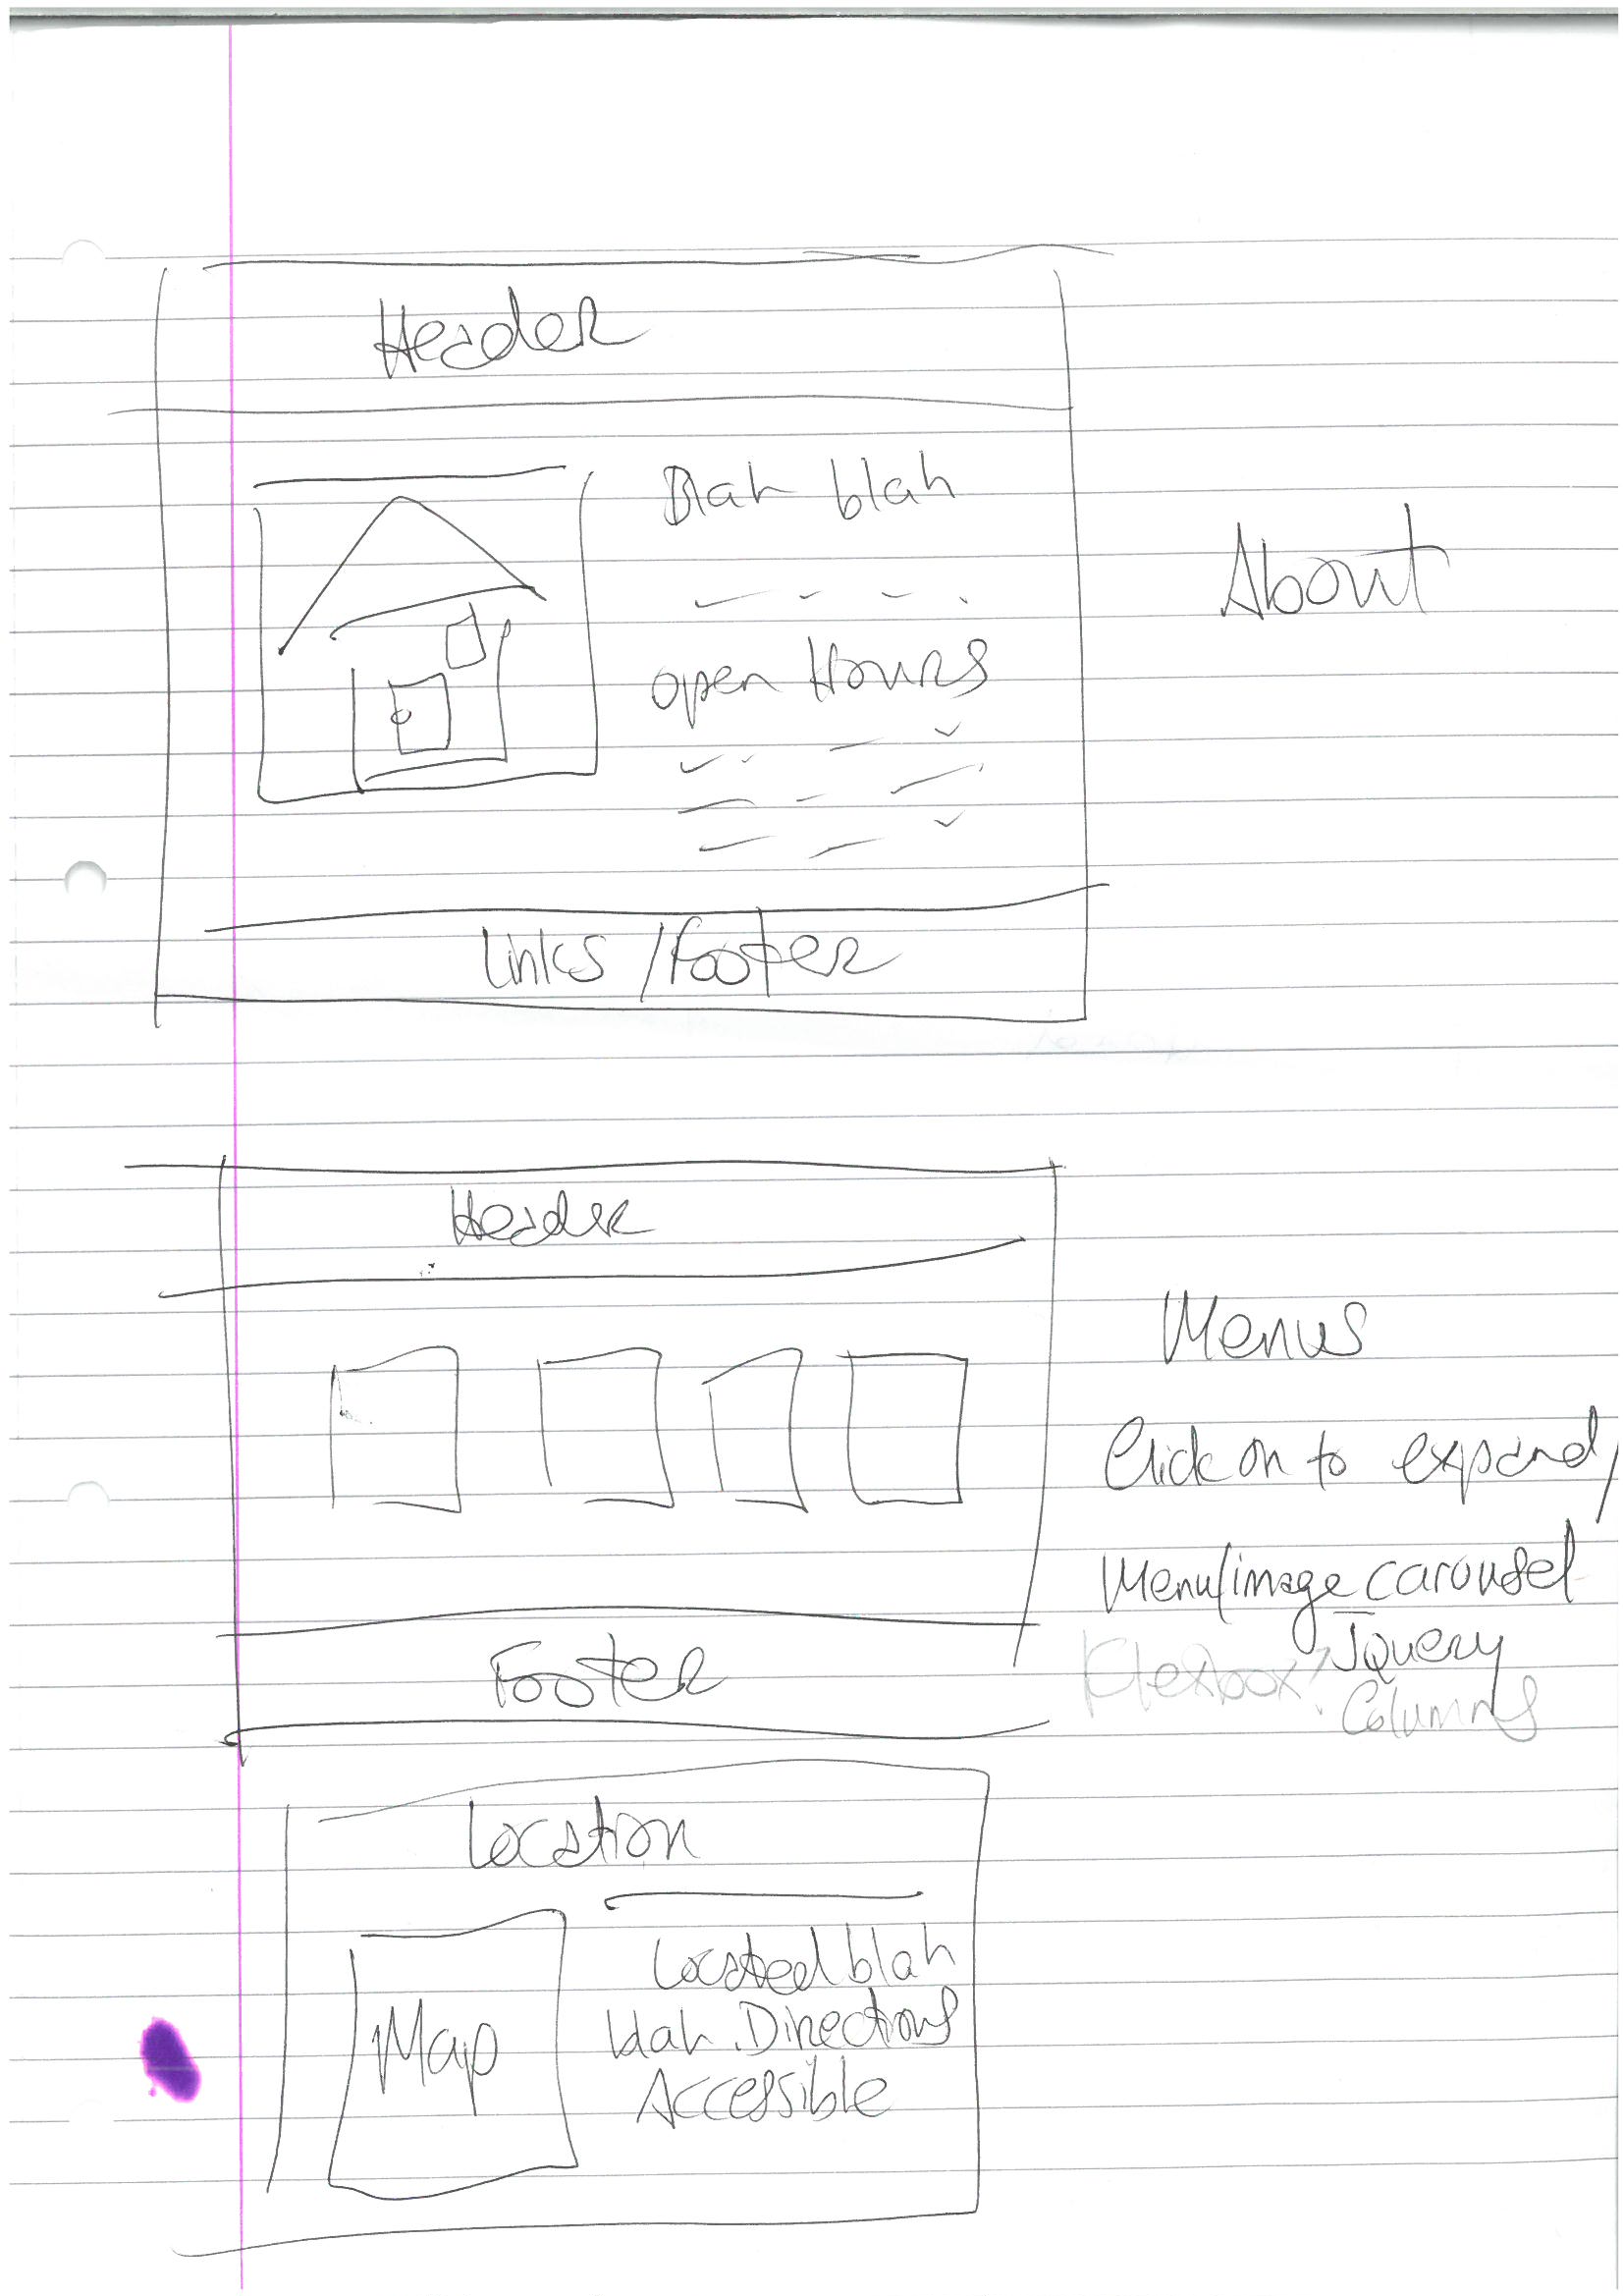 Header
Blah blah
About
open Hours
Links / Footer
Header
Menus
Click on to expand/
Menu/image carousel
Jquery
Flexbox?
Columns
Footer
Location
Located blah
blah. Directions
Accessible
Map